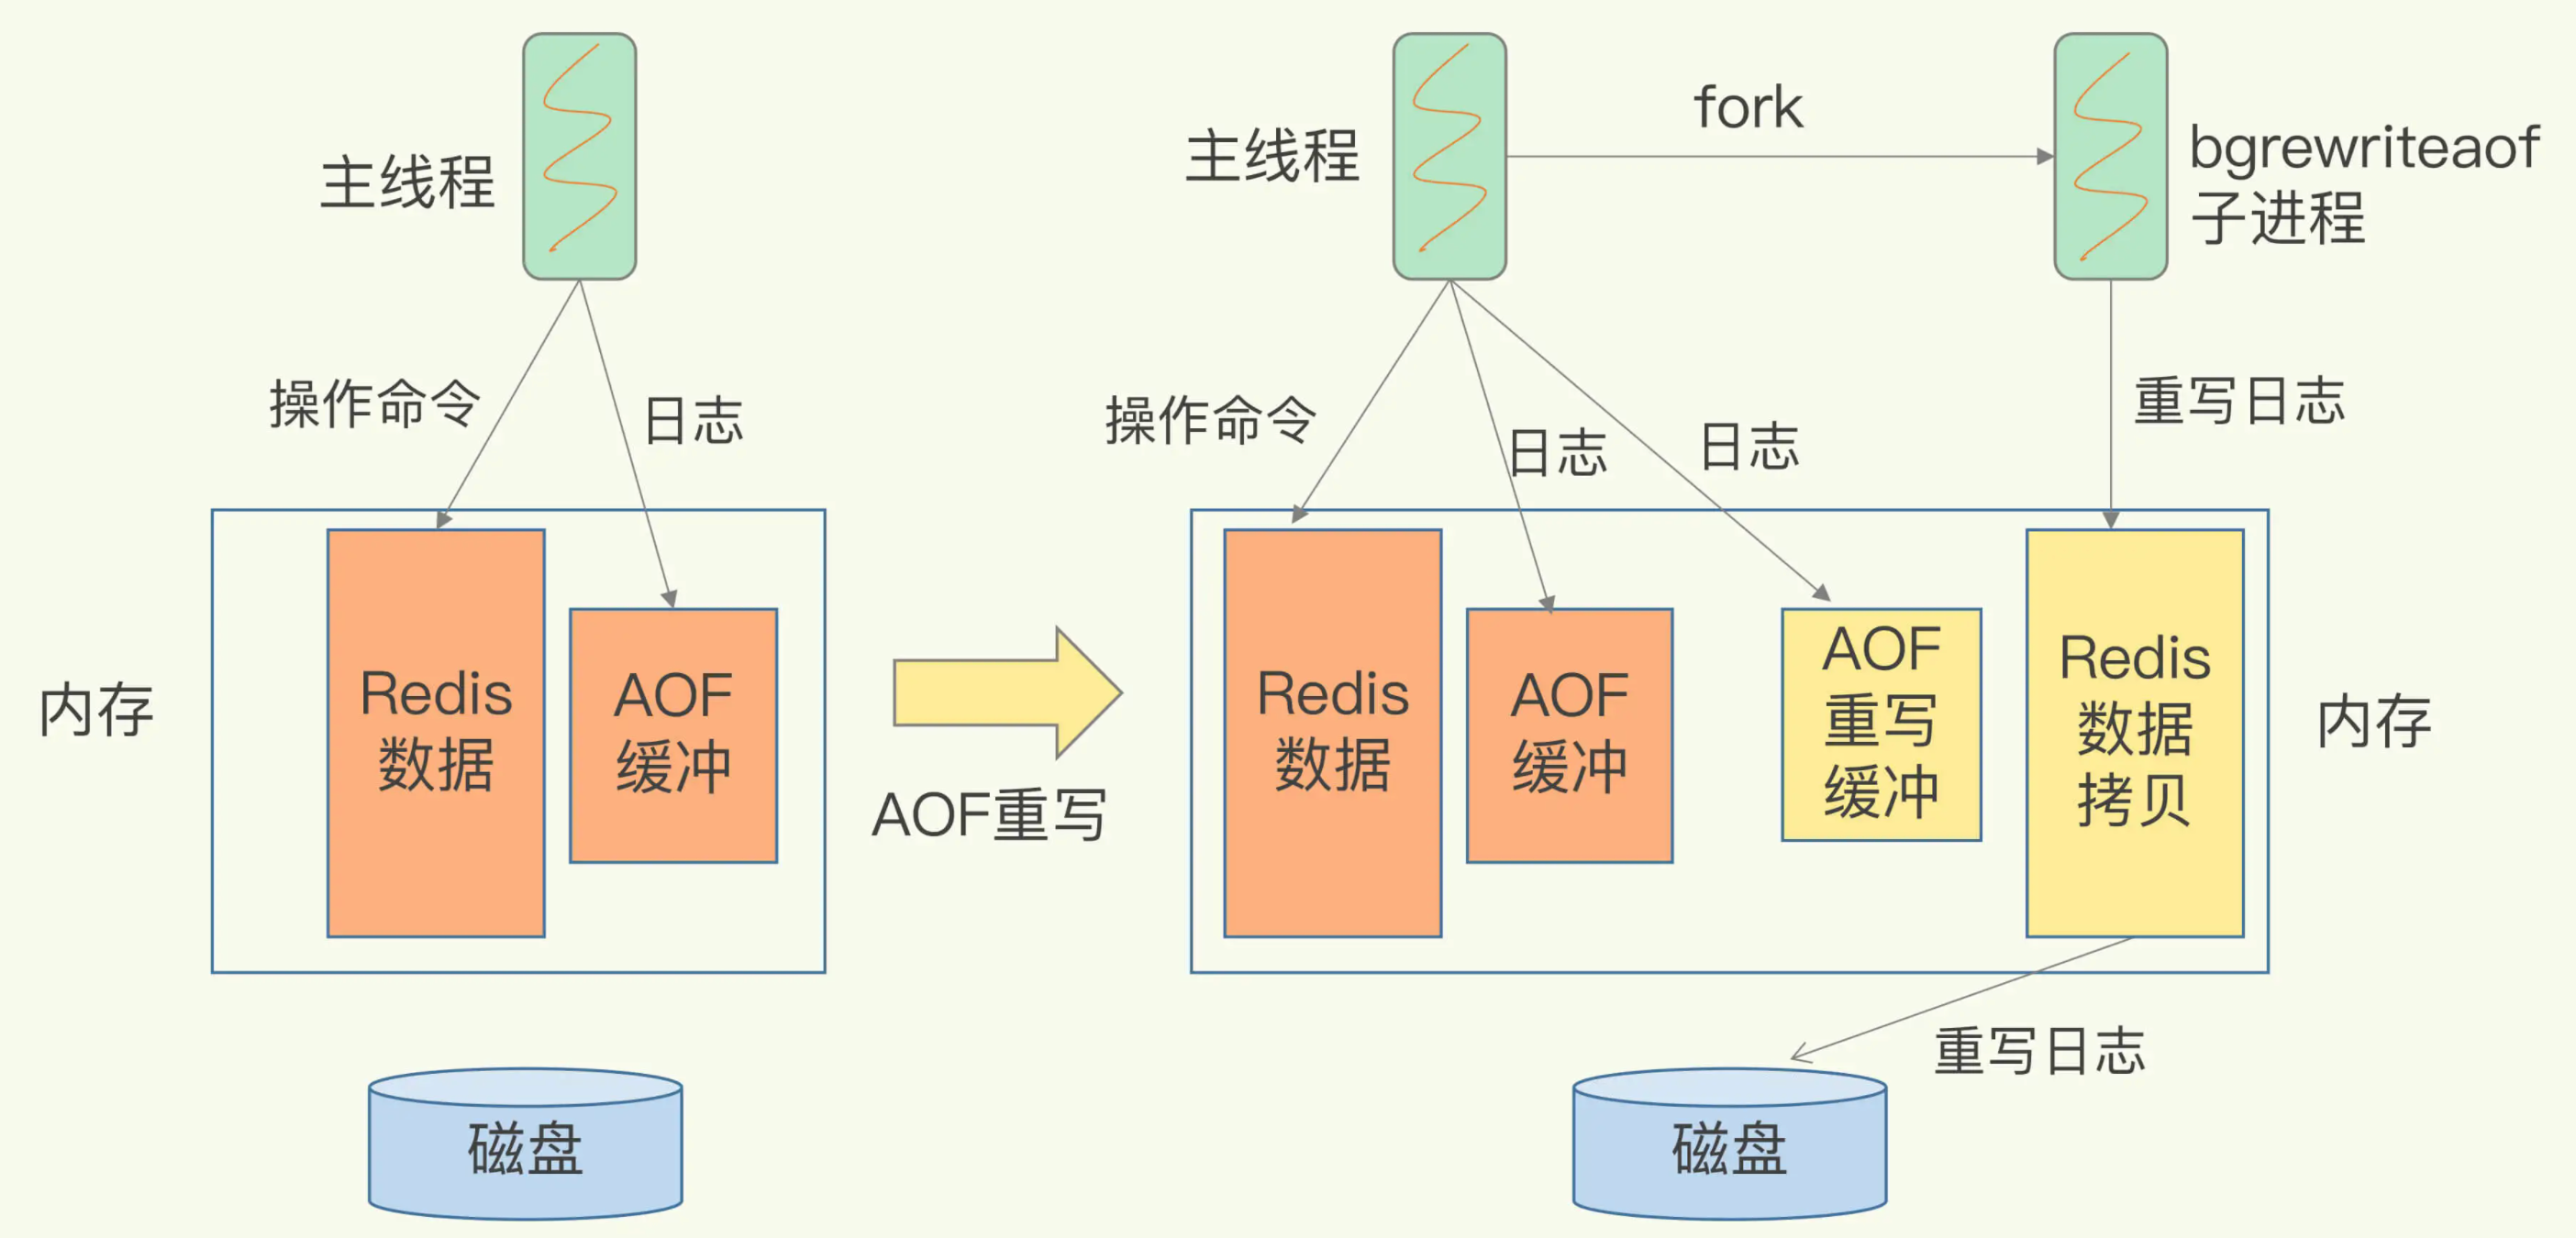 主线程
操作命令
日志
内存
Redis
数据
AOF
缓冲
磁盘
AOF重写
主线程
fork
bgrewriteaof
子进程
操作命令
日志
日志
重写日志
Redis
数据
AOF
缓冲
AOF
重写
缓冲
Redis
数据
拷贝
内存
重写日志
磁盘